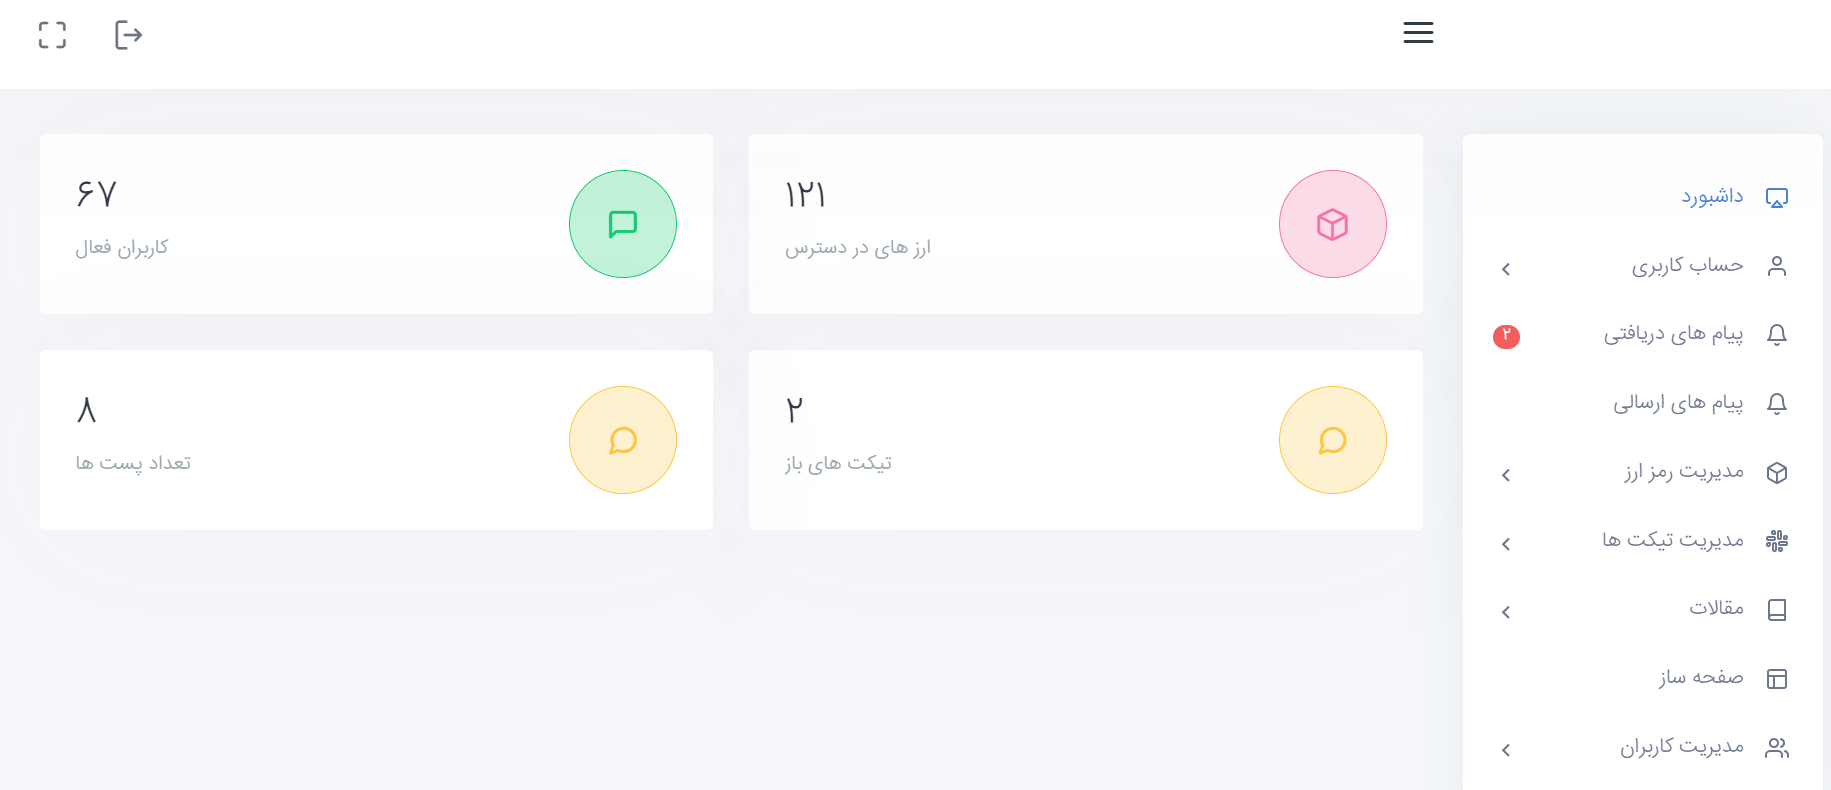 داشبورد
حساب کاربری
پیام های دریافتی
۲
پیام های ارسالی
مدیریت رمز ارز
مدیریت تیکت ها
مقالات
صفحه ساز
مدیریت کاربران
۱۲۱
ارز های در دسترس
۶۷
کاربران فعال
۲
تیکت های باز
۸
تعداد پست ها